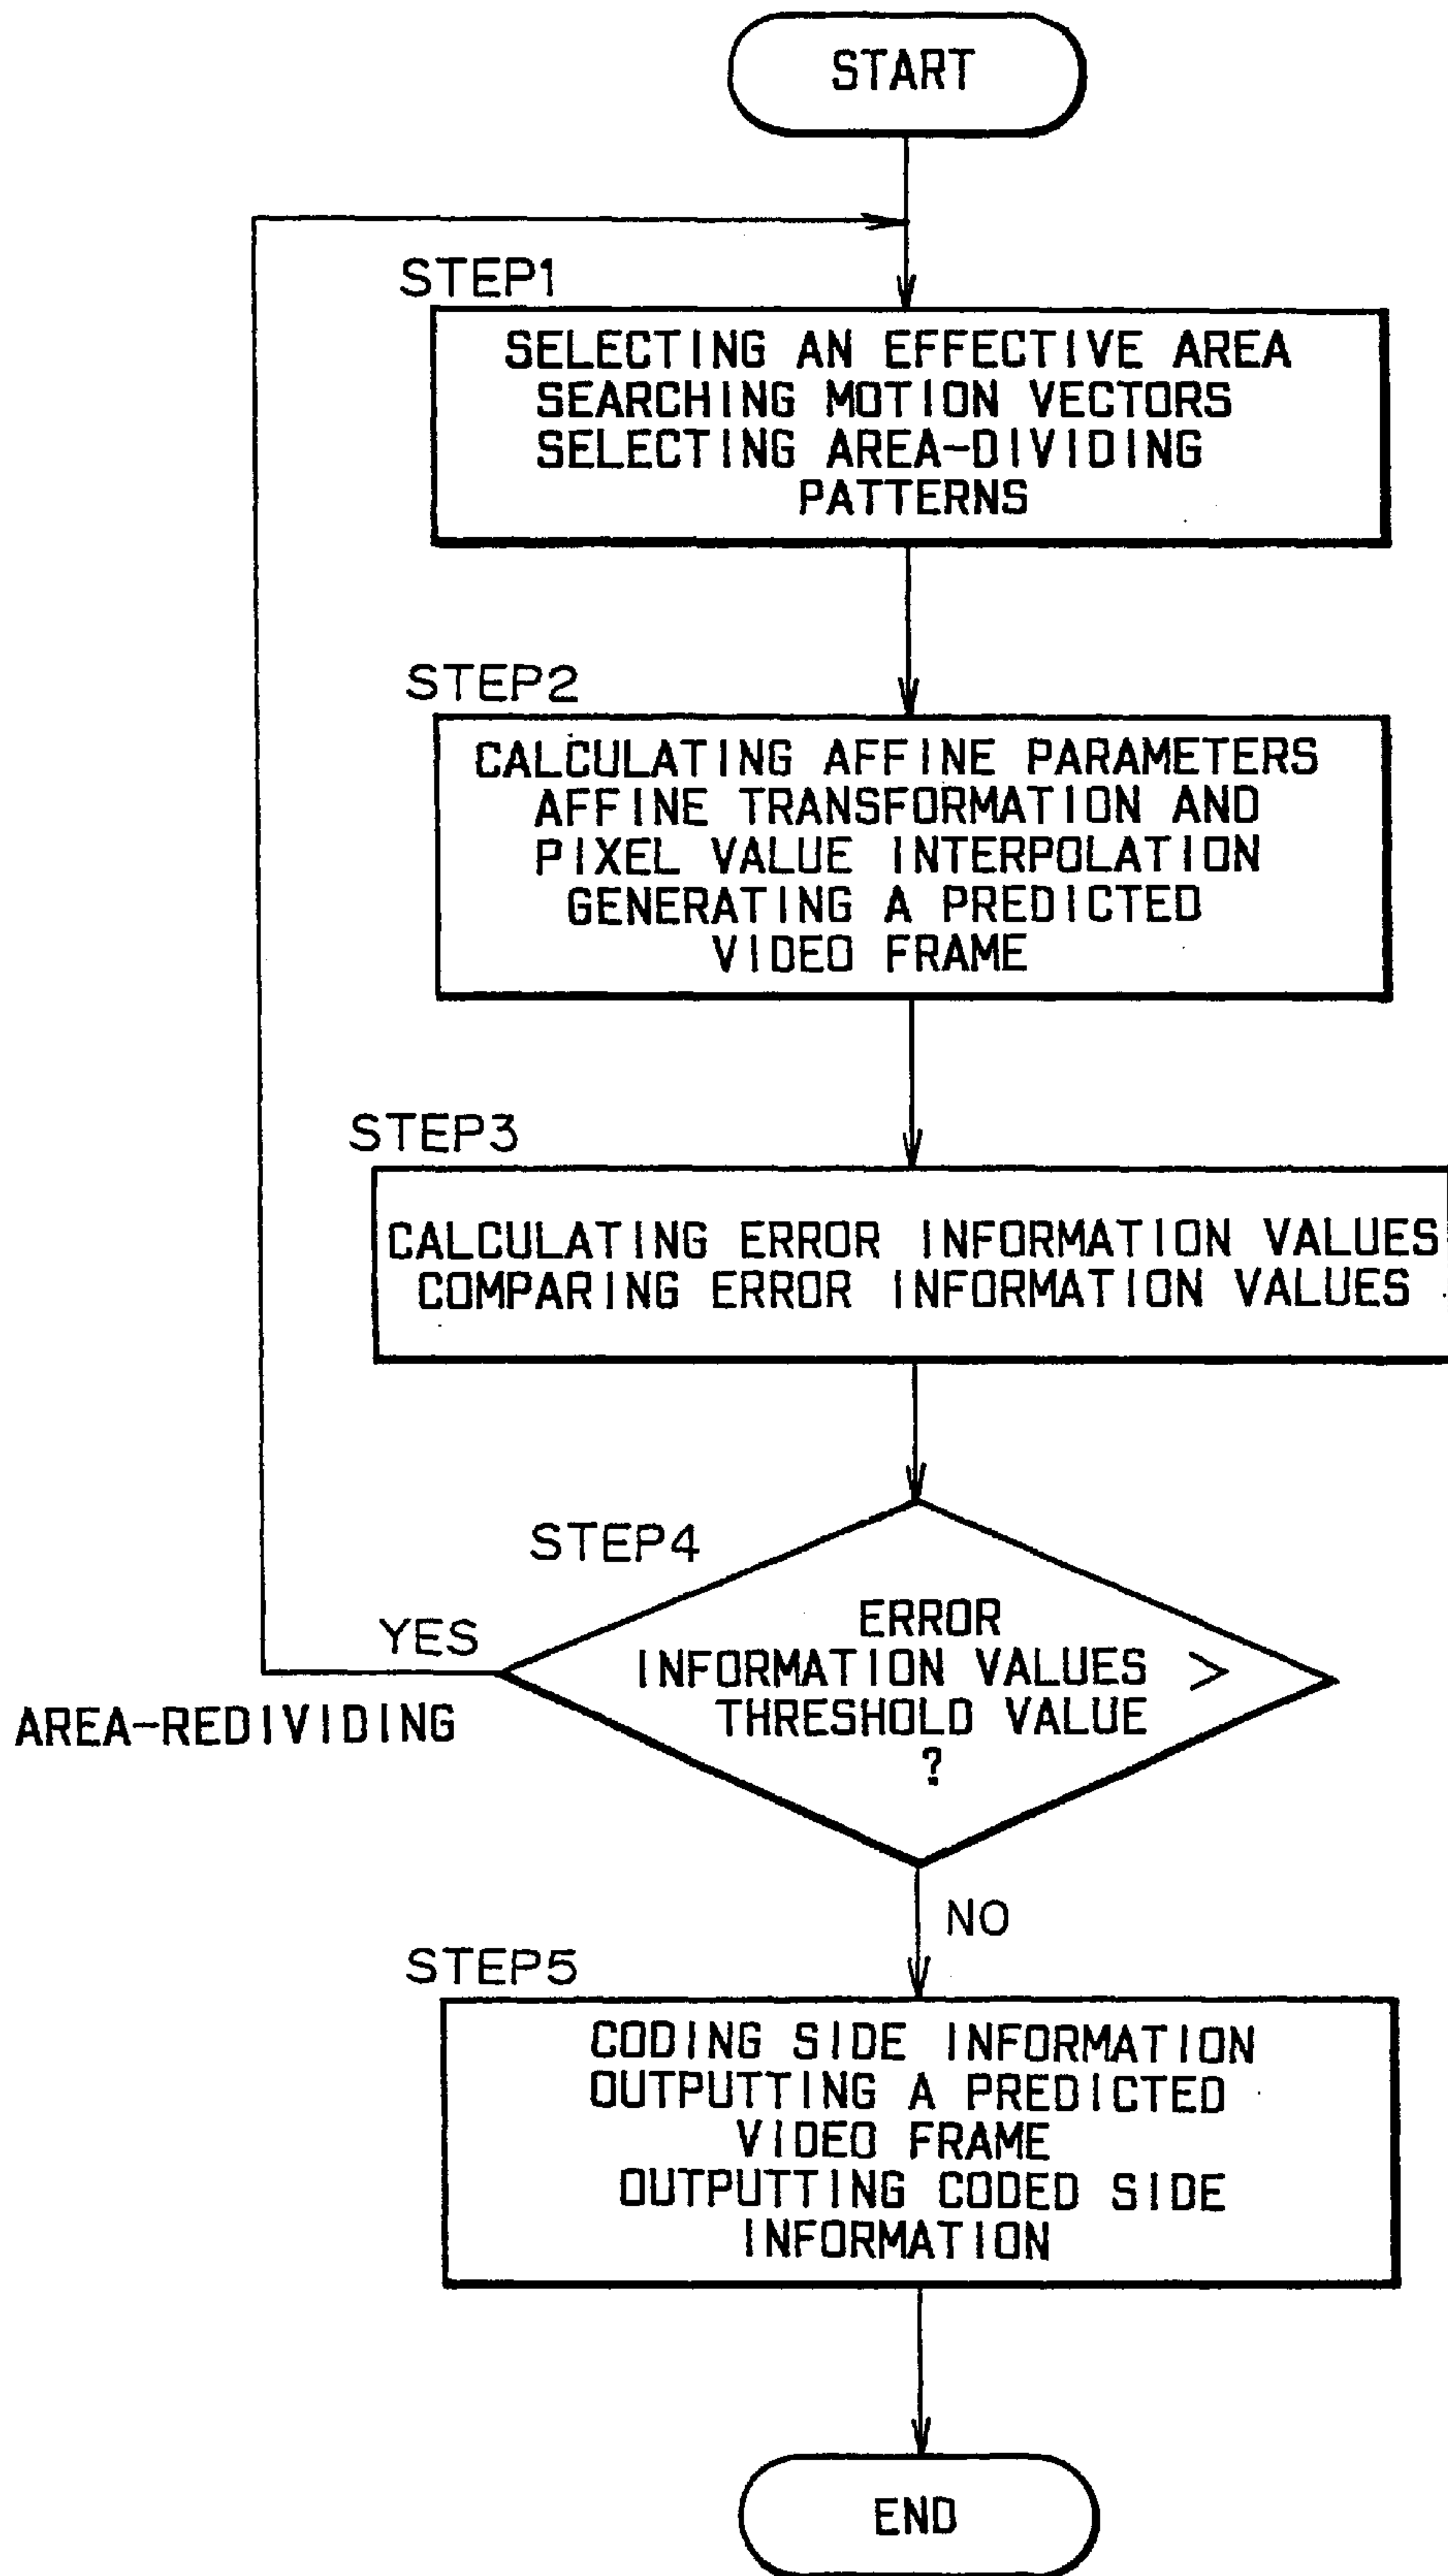 START
STEP1
SELECTING AN EFFECTIVE AREA
SEARCHING MOTION VECTORS
SELECTING AREA-DIVIDING
PATTERNS
STEP2
CALCULATING AFFINE PARAMETERS
AFFINE TRANSFORMATION AND
PIXEL VALUE INTERPOLATION
GENERATING A PREDICTED
VIDEO FRAME
STEP3
CALCULATING ERROR INFORMATION VALUES
COMPARING ERROR INFORMATION VALUES
STEP4
ERROR
INFORMATION VALUES >
THRESHOLD VALUE
?
YES
AREA-REDIVIDING
NO
STEP5
CODING SIDE INFORMATION
OUTPUTTING A PREDICTED
VIDEO FRAME
OUTPUTTING CODED SIDE
INFORMATION
END